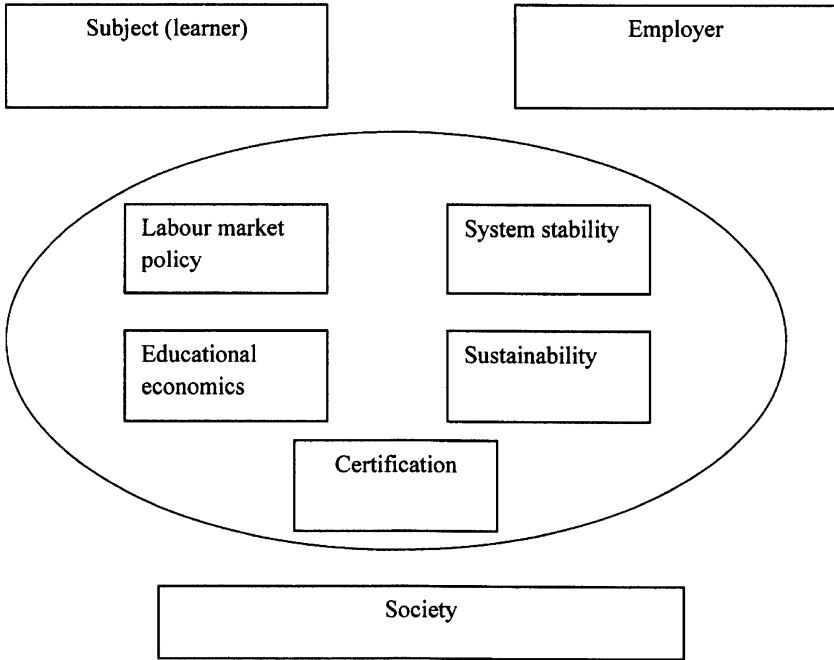 Subject (learner)
Employer
Labour market
policy
System stability
Educational
economics
Sustainability
Certification
Society